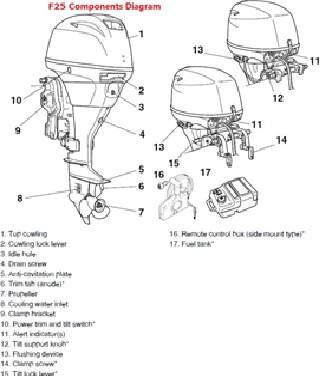 F25 Components Diagram
1
2
3
4
5
6
7
8
9
10
13
11
12
13
11
15
14
16
17
1. Top cowling
2. Cowling lock lever
3. Idle hole
4. Drain screw
5. Anti-cavitation plate
6. Trim tab (anode)*
7. Propeller
8. Cooling water inlet
9. Clamp bracket
10. Power trim and tilt switch*
11. Alert indicator(s)
12. Tilt support knob*
13. Flushing device
14. Clamp screw*
15. Tilt lock lever*
16. Remote control box (side mount type)*
17. Fuel tank*